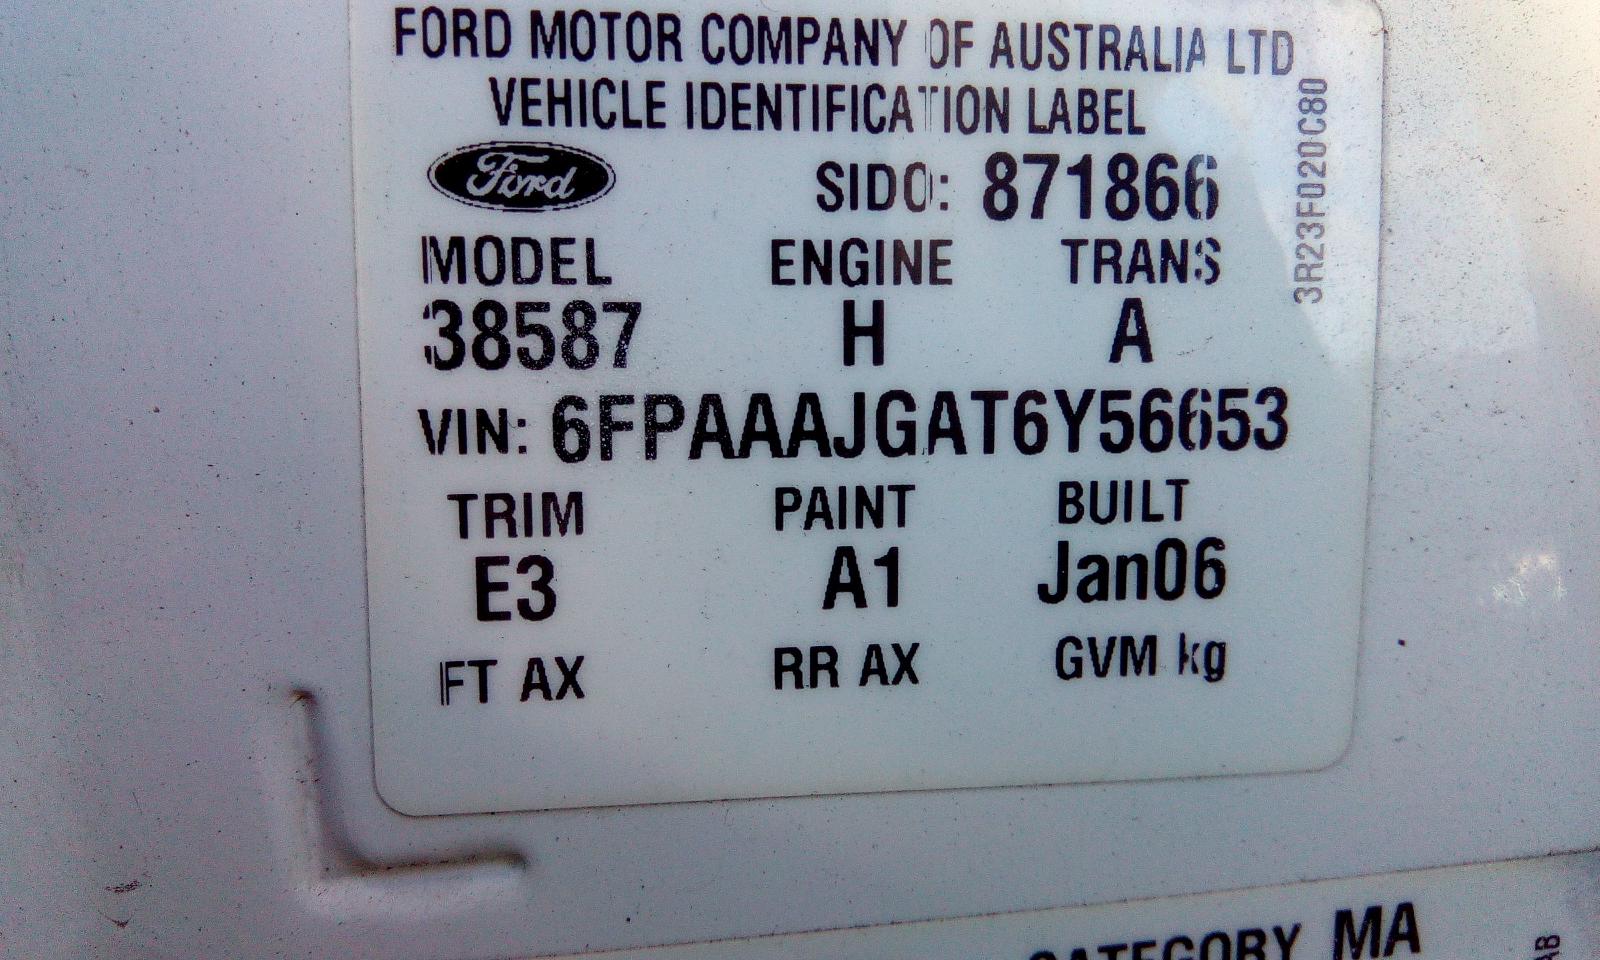 FORD MOTOR COMPANY OF AUSTRALIA LTD
VEHICLE IDENTIFICATION LABEL
Ford SIDO: 871866
MODEL ENGINE TRANS
38587 H A
VIN: 6FPAAAJGAT6Y56653
TRIM PAINT BUILT
E3 A1 Jan06
FT AX RR AX GVM kg
3R23F020C80
CATEGORY MA
AB